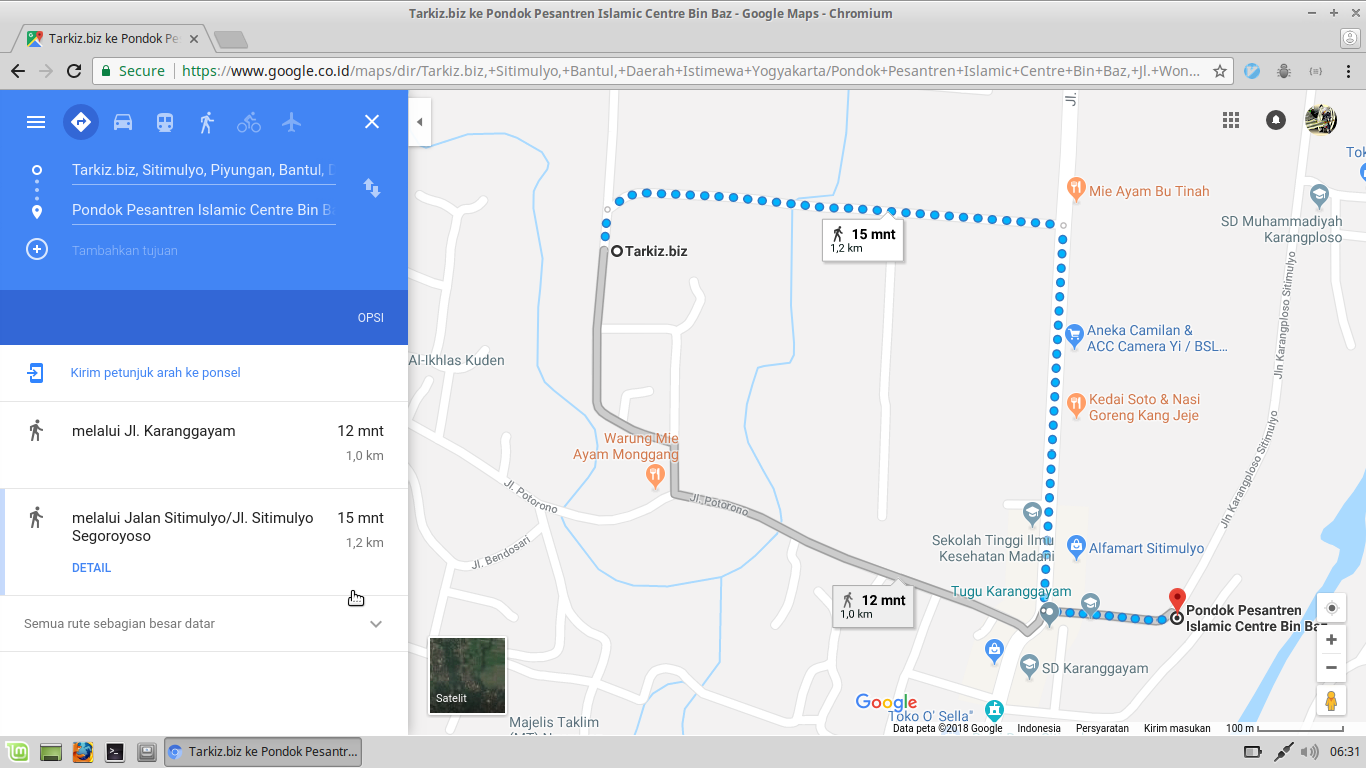 Tarkiz.biz ke Pondok Pesantren Islamic Centre Bin Baz - Google Maps - Chromium
Tarkiz.biz ke Pondok Pe
Secure
https://www.google.co.id/maps/dir/Tarkiz.biz,+Sitimulyo,+Bantul,+Daerah+Istimewa+Yogyakarta/Pondok+Pesantren+Islamic+Centre+Bin+Baz,+Jl.+Won...
Tarkiz.biz, Sitimulyo, Piyungan, Bantul, D
Pondok Pesantren Islamic Centre Bin B
Tambahkan tujuan
OPSI
Kirim petunjuk arah ke ponsel
melalui Jl. Karanggayam
12 mnt
1,0 km
melalui Jalan Sitimulyo/Jl. Sitimulyo
Segoroyoso
15 mnt
1,2 km
DETAIL
Semua rute sebagian besar datar
Jl.
Tok
Mie Ayam Bu Tinah
SD Muhammadiyah
Karangploso
15 mnt
1,2 km
Tarkiz.biz
Jln Karangploso Sitimulyo
Aneka Camilan &
ACC Camera Yi / BSL...
Al-Ikhlas Kuden
Kedai Soto & Nasi
Goreng Kang Jeje
Warung Mie
Ayam Monggang
Jln Karangploso Sitimulyo
Jl. Potorono
Jl. Potorono
Jl. Bendosari
Sekolah Tinggi Ilmu
Kesehatan Madani
Alfamart Sitimulyo
Tugu Karanggayam
12 mnt
1,0 km
Pondok Pesantren
Islamic Centre Bin Baz
SD Karanggayam
Satelit
Google
Toko O' Sella"
Majelis Taklim
(MT) Nu
Data peta ©2018 Google
Indonesia
Persyaratan
Kirim masukan
100 m
Tarkiz.biz ke Pondok Pesantr...
06:31